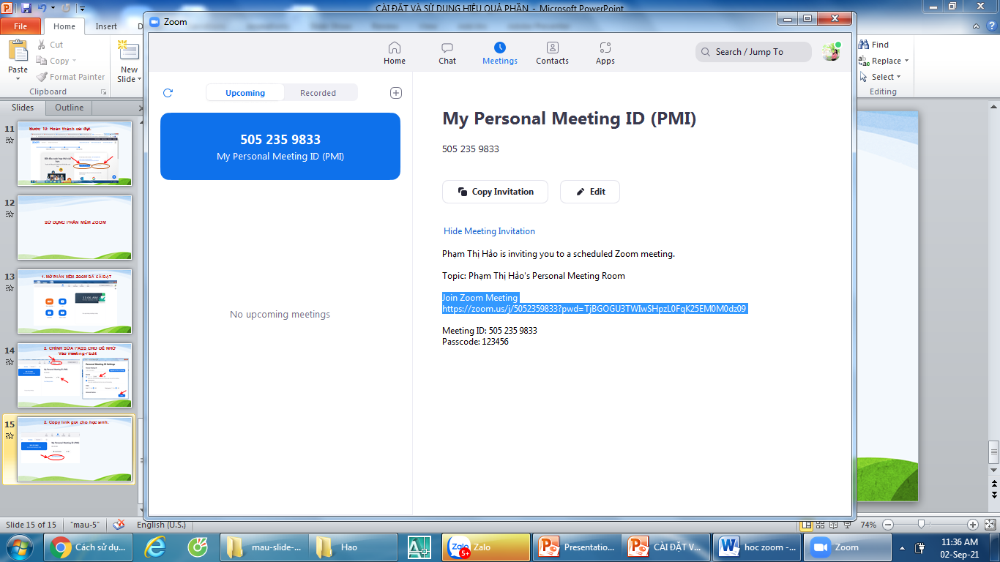 CÀI ĐẶT VÀ SỬ DỤNG HIỆU QUẢ PHẦN - Microsoft PowerPoint
File
Home
Insert
Paste
Cut
Copy
Format Painter
Clipboard
New
Slide
Find
Replace
Select
Editing
Slides
Outline
11
Bước 10: Hoàn thành cài đặt.
12
SỬ DỤNG PHẦN MỀM ZOOM
13
1. MỞ PHẦN MỀM ZOOM ĐÃ CÀI ĐẶT
14
2. CHỈNH SỬA PASS CHO DỄ NHỚ
Vào meeting-/ Edit
15
2. Copy link gửi cho học sinh.
Zoom
Home
Chat
Meetings
Contacts
Apps
Search / Jump To
Upcoming
Recorded
505 235 9833
My Personal Meeting ID (PMI)
No upcoming meetings
My Personal Meeting ID (PMI)
505 235 9833
Copy Invitation
Edit
Hide Meeting Invitation
Phạm Thị Hảo is inviting you to a scheduled Zoom meeting.
Topic: Phạm Thị Hảo's Personal Meeting Room
Join Zoom Meeting
https://zoom.us/j/5052359833?pwd=TjBGOGU3TWIwSHpzL0FqK25EM0M0dz09
Meeting ID: 505 235 9833
Passcode: 123456
Slide 15 of 15
"mau-5"
English (U.S.)
74%
Cách sử dụ...
mau-slide-...
Hao
Zalo
5+
Zalo
Presentatio...
CÀI ĐẶT V...
hoc zoom -...
Zoom
11:36 AM
02-Sep-21